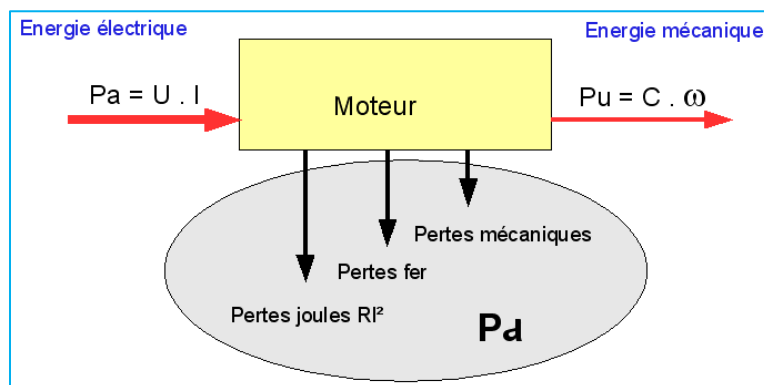 Energie électrique
Energie mécanique
Pa = U . I
Moteur
Pu = C . ω
Pertes mécaniques
Pertes fer
Pertes joules RI²
Pd